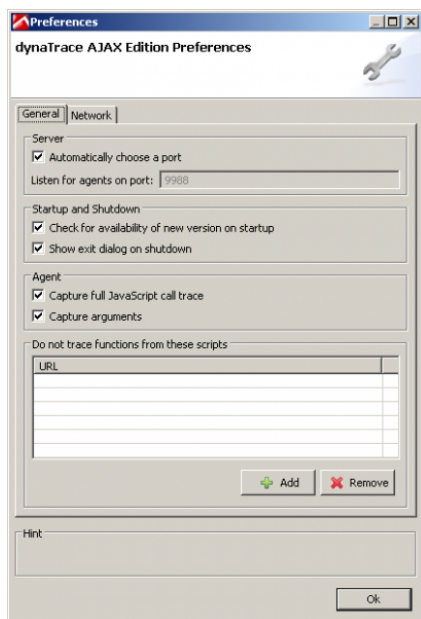 Preferences
dynaTrace AJAX Edition Preferences
General Network
Server
Automatically choose a port
Listen for agents on port: 9988
Startup and Shutdown
Check for availability of new version on startup
Show exit dialog on shutdown
Agent
Capture full JavaScript call trace
Capture arguments
Do not trace functions from these scripts
URL
Add Remove
Hint
Ok